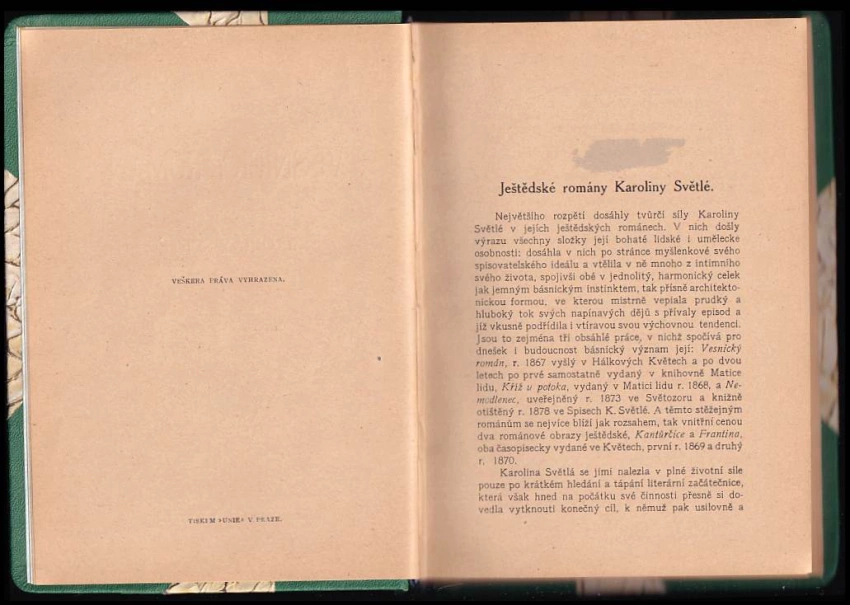 VEŠKERA PRÁVA VYHRAZENA.
TISKEM »UNIE« V PRAZE.
Ještědské romány Karoliny Světlé.
Největšího rozpětí dosáhly tvůrčí síly Karoliny
Světlé v jejích ještědských románech. V nich došly
výrazu všechny složky její bohaté lidské i umělecke
osobnosti: dosáhla v nich po stránce myšlenkové svého
spisovatelského ideálu a vtělila v ně mnoho z intimního
svého života, spojivši obé v jednolitý, harmonický celek
jak jemným básnickým instinktem, tak přísně architekto-
nickou formou, ve kterou mistrně vepiala prudký a
hluboký tok svých napínavých dějů s přívaly episod a
jíž vkusně podřídila i vtíravou svou výchovnou tendenci.
Jsou to zejména tři obsáhlé práce, v nichž spočívá pro
dnešek i budoucnost básnický význam její: Vesnický
román, r. 1867 vyšlý v Hálkových Květech a po dvou
letech po prvé samostatně vydaný v knihovně Matice
lidu, Kříž u potoka, vydaný v Matici lidu r. 1868, a Ne-
modlenec, uveřejněný r. 1873 ve Světozoru a knižně
otištěný r. 1878 ve Spisech K. Světlé. A těmto stěžejným
románům se nejvíce blíží jak rozsahem, tak vnitřní cenou
dva románové obrazy ještědské, Kantůrčice a Frantina,
oba časopisecky vydané ve Květech, první r. 1869 a druhý
r. 1870.
Karolina Světlá se jimi nalezla v plné životní síle
pouze po krátkém hledání a tápání literární začátečnice,
která však hned na počátku své činnosti přesně si do-
vedla vytknouti konečný cíl, k němuž pak usilovně a